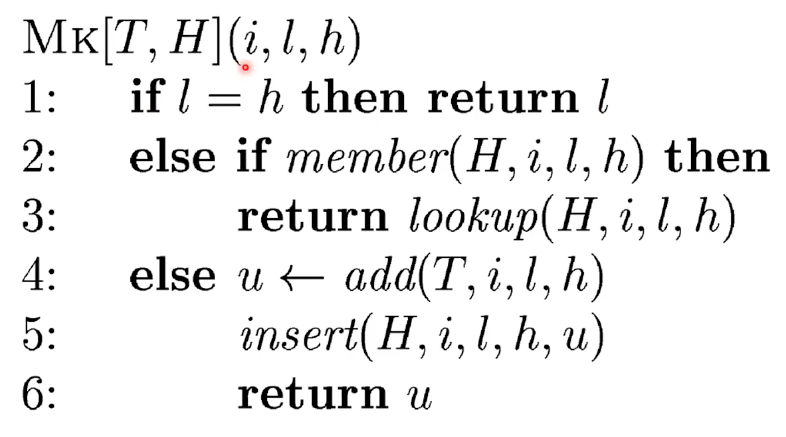 Mk[T, H](i, l, h)
1: if l = h then return l
2: else if member(H, i, l, h) then
3: return lookup(H, i, l, h)
4: else u ← add(T, i, l, h)
5: insert(H, i, l, h, u)
6: return u